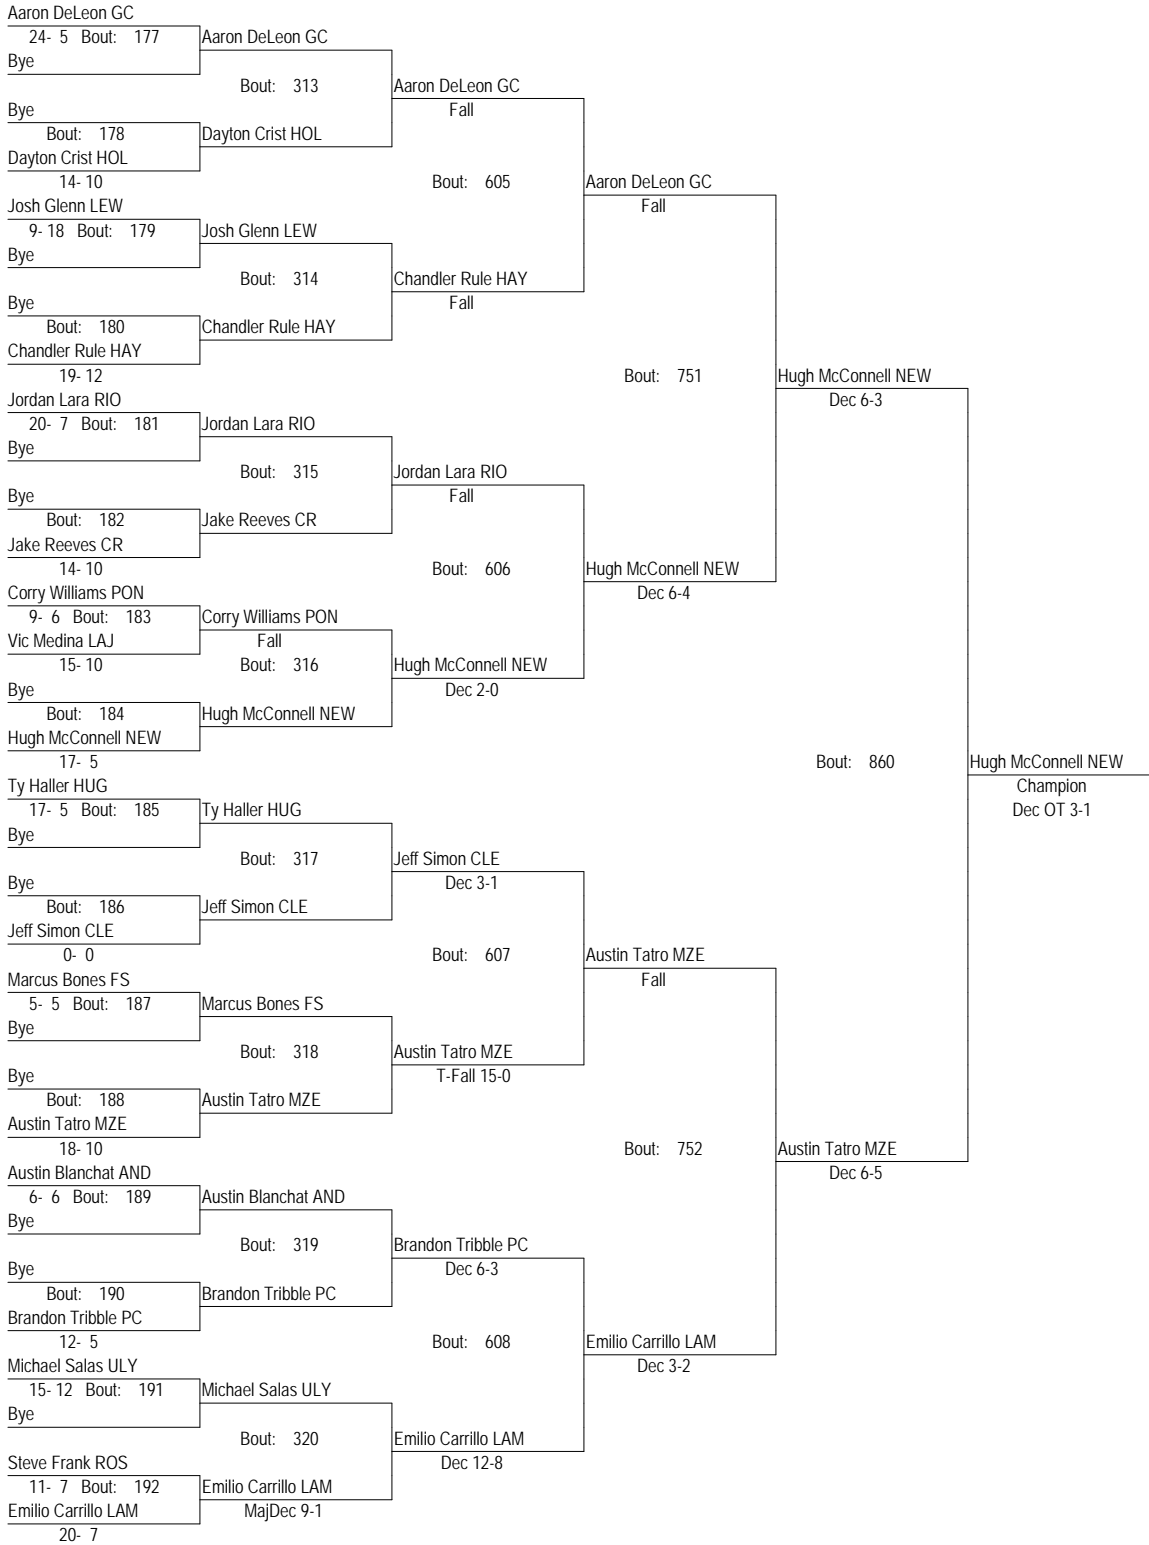 Aaron DeLeon GC
24- 5 Bout: 177 Aaron DeLeon GC
Bye
Bout: 313 Aaron DeLeon GC
Bye Fall
Bout: 178 Dayton Crist HOL
Dayton Crist HOL
14- 10 Bout: 605 Aaron DeLeon GC
Josh Glenn LEW Fall
9- 18 Bout: 179 Josh Glenn LEW
Bye
Bout: 314 Chandler Rule HAY
Bye Fall
Bout: 180 Chandler Rule HAY
Chandler Rule HAY
19- 12 Bout: 751 Hugh McConnell NEW
Jordan Lara RIO Dec 6-3
20- 7 Bout: 181 Jordan Lara RIO
Bye
Bout: 315 Jordan Lara RIO
Bye Fall
Bout: 182 Jake Reeves CR
Jake Reeves CR
14- 10 Bout: 606 Hugh McConnell NEW
Corry Williams PON Dec 6-4
9- 6 Bout: 183 Corry Williams PON
Vic Medina LAJ Fall
15- 10 Bout: 316 Hugh McConnell NEW
Bye Dec 2-0
Bout: 184 Hugh McConnell NEW
Hugh McConnell NEW
17- 5 Bout: 860 Hugh McConnell NEW
Ty Haller HUG Champion
17- 5 Bout: 185 Ty Haller HUG Dec OT 3-1
Bye
Bout: 317 Jeff Simon CLE
Bye Dec 3-1
Bout: 186 Jeff Simon CLE
Jeff Simon CLE
0- 0 Bout: 607 Austin Tatro MZE
Marcus Bones FS Fall
5- 5 Bout: 187 Marcus Bones FS
Bye
Bout: 318 Austin Tatro MZE
Bye T-Fall 15-0
Bout: 188 Austin Tatro MZE
Austin Tatro MZE
18- 10 Bout: 752 Austin Tatro MZE
Austin Blanchat AND Dec 6-5
6- 6 Bout: 189 Austin Blanchat AND
Bye
Bout: 319 Brandon Tribble PC
Bye Dec 6-3
Bout: 190 Brandon Tribble PC
Brandon Tribble PC
12- 5 Bout: 608 Emilio Carrillo LAM
Michael Salas ULY Dec 3-2
15- 12 Bout: 191 Michael Salas ULY
Bye
Bout: 320 Emilio Carrillo LAM
Steve Frank ROS Dec 12-8
11- 7 Bout: 192 Emilio Carrillo LAM
Emilio Carrillo LAM MajDec 9-1
20- 7